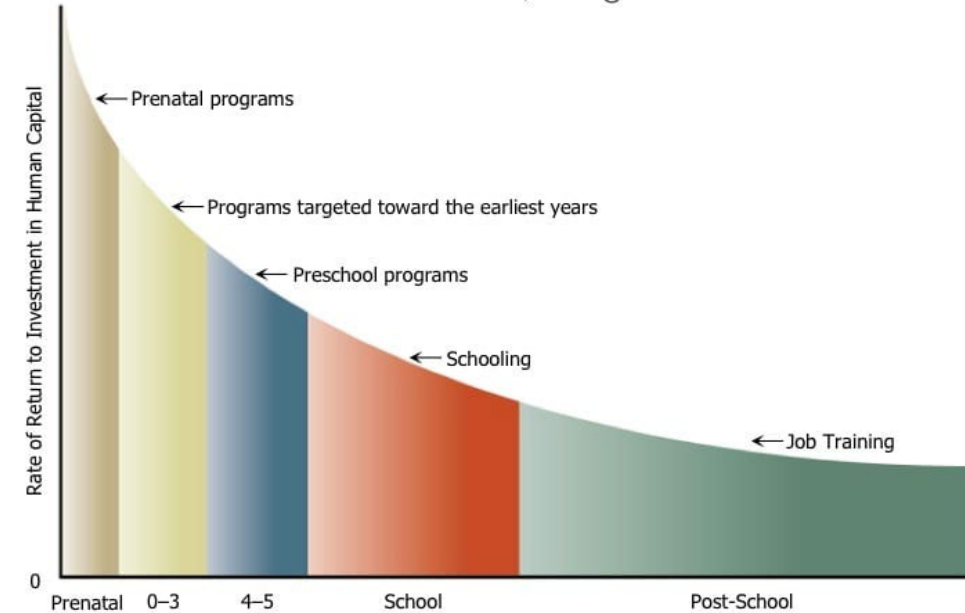 Rate of Return to Investment in Human Capital
Prenatal programs
Programs targeted toward the earliest years
Preschool programs
Schooling
Job Training
0
Prenatal
0–3
4–5
School
Post-School